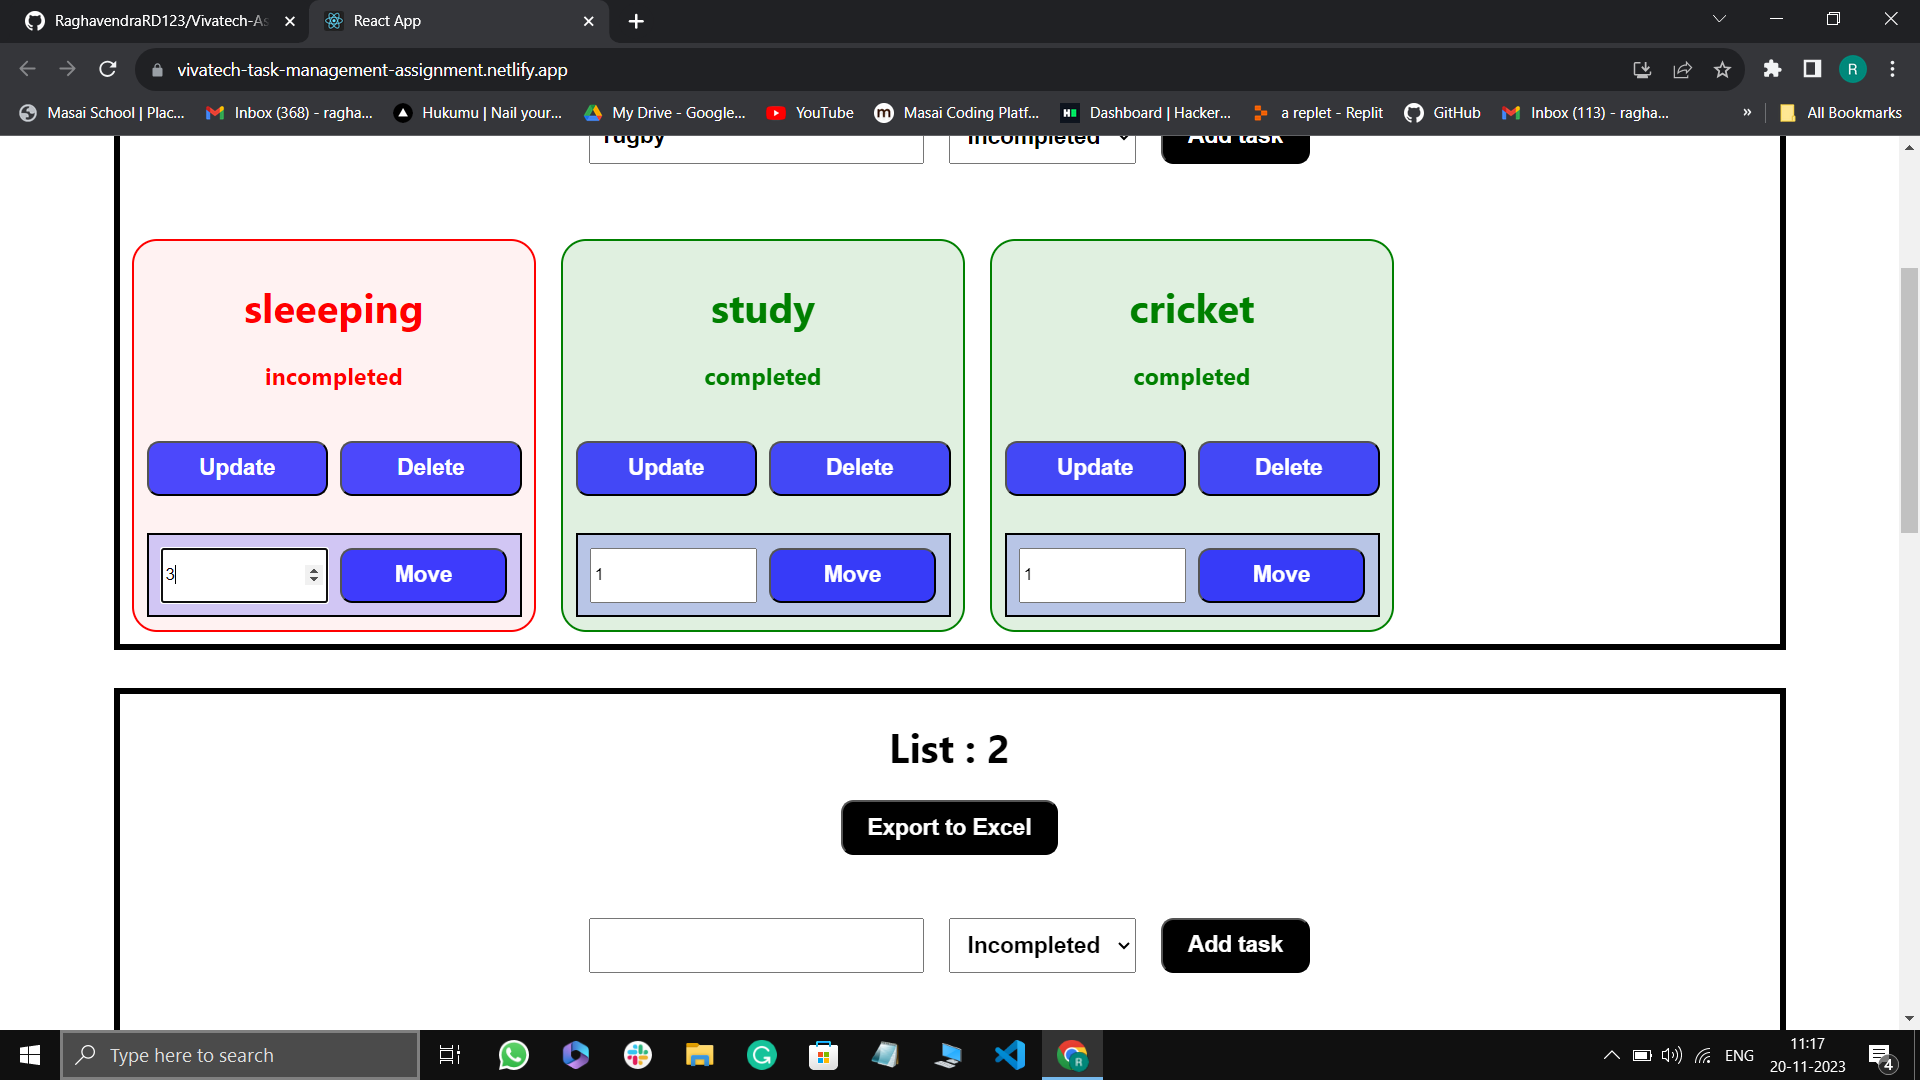 RaghavendraRD123/Vivatech-As
React App
vivatech-task-management-assignment.netlify.app
R
Masai School | Plac...
Inbox (368) - ragha...
Hukumu | Nail your...
My Drive - Google...
YouTube
Masai Coding Platf...
Dashboard | Hacker...
a replet - Replit
GitHub
Inbox (113) - ragha...
»
All Bookmarks
rugby
Incompleted
Add task
sleeeping
study
cricket
incompleted
completed
completed
Update
Delete
Update
Delete
Update
Delete
3
Move
1
Move
1
Move
List : 2
Export to Excel
Incompleted
Add task
Type here to search
ENG
11:17
20-11-2023
4